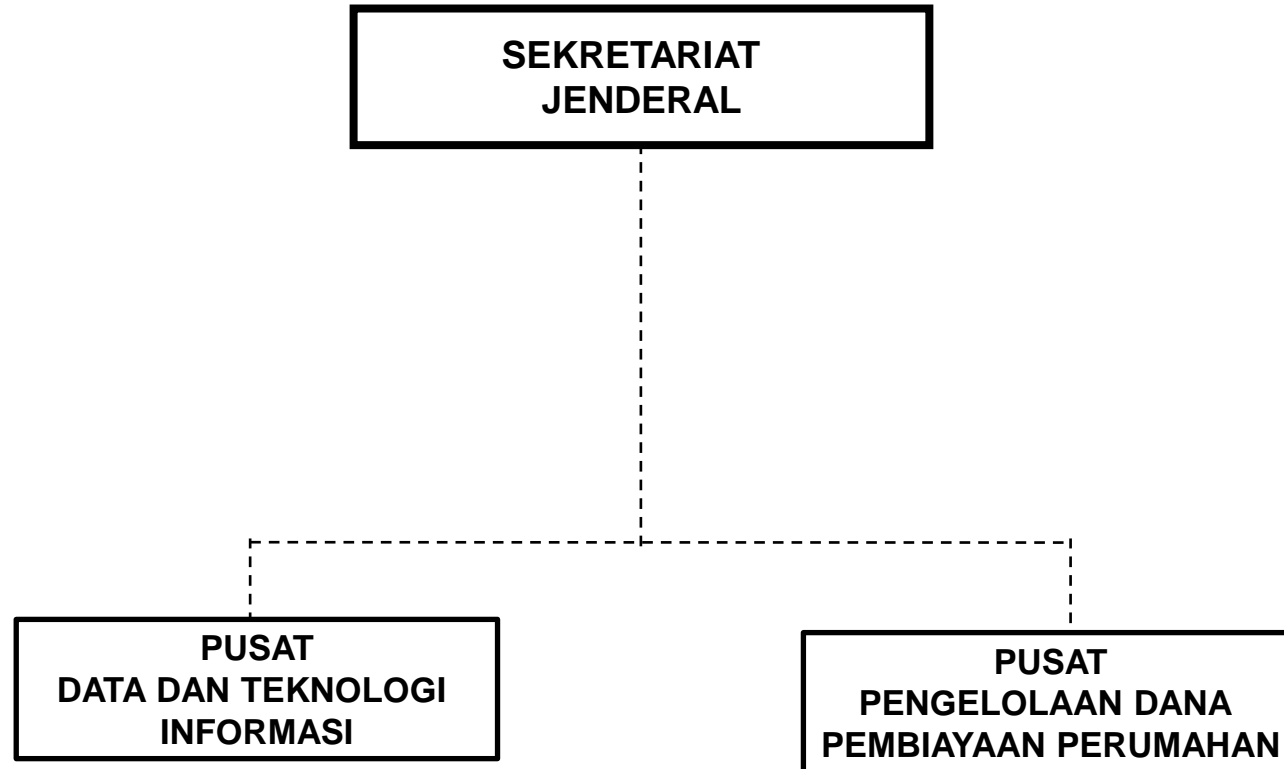 SEKRETARIAT
JENDERAL
PUSAT
DATA DAN TEKNOLOGI
INFORMASI
PUSAT
PENGELOLAAN DANA
PEMBIAYAAN PERUMAHAN